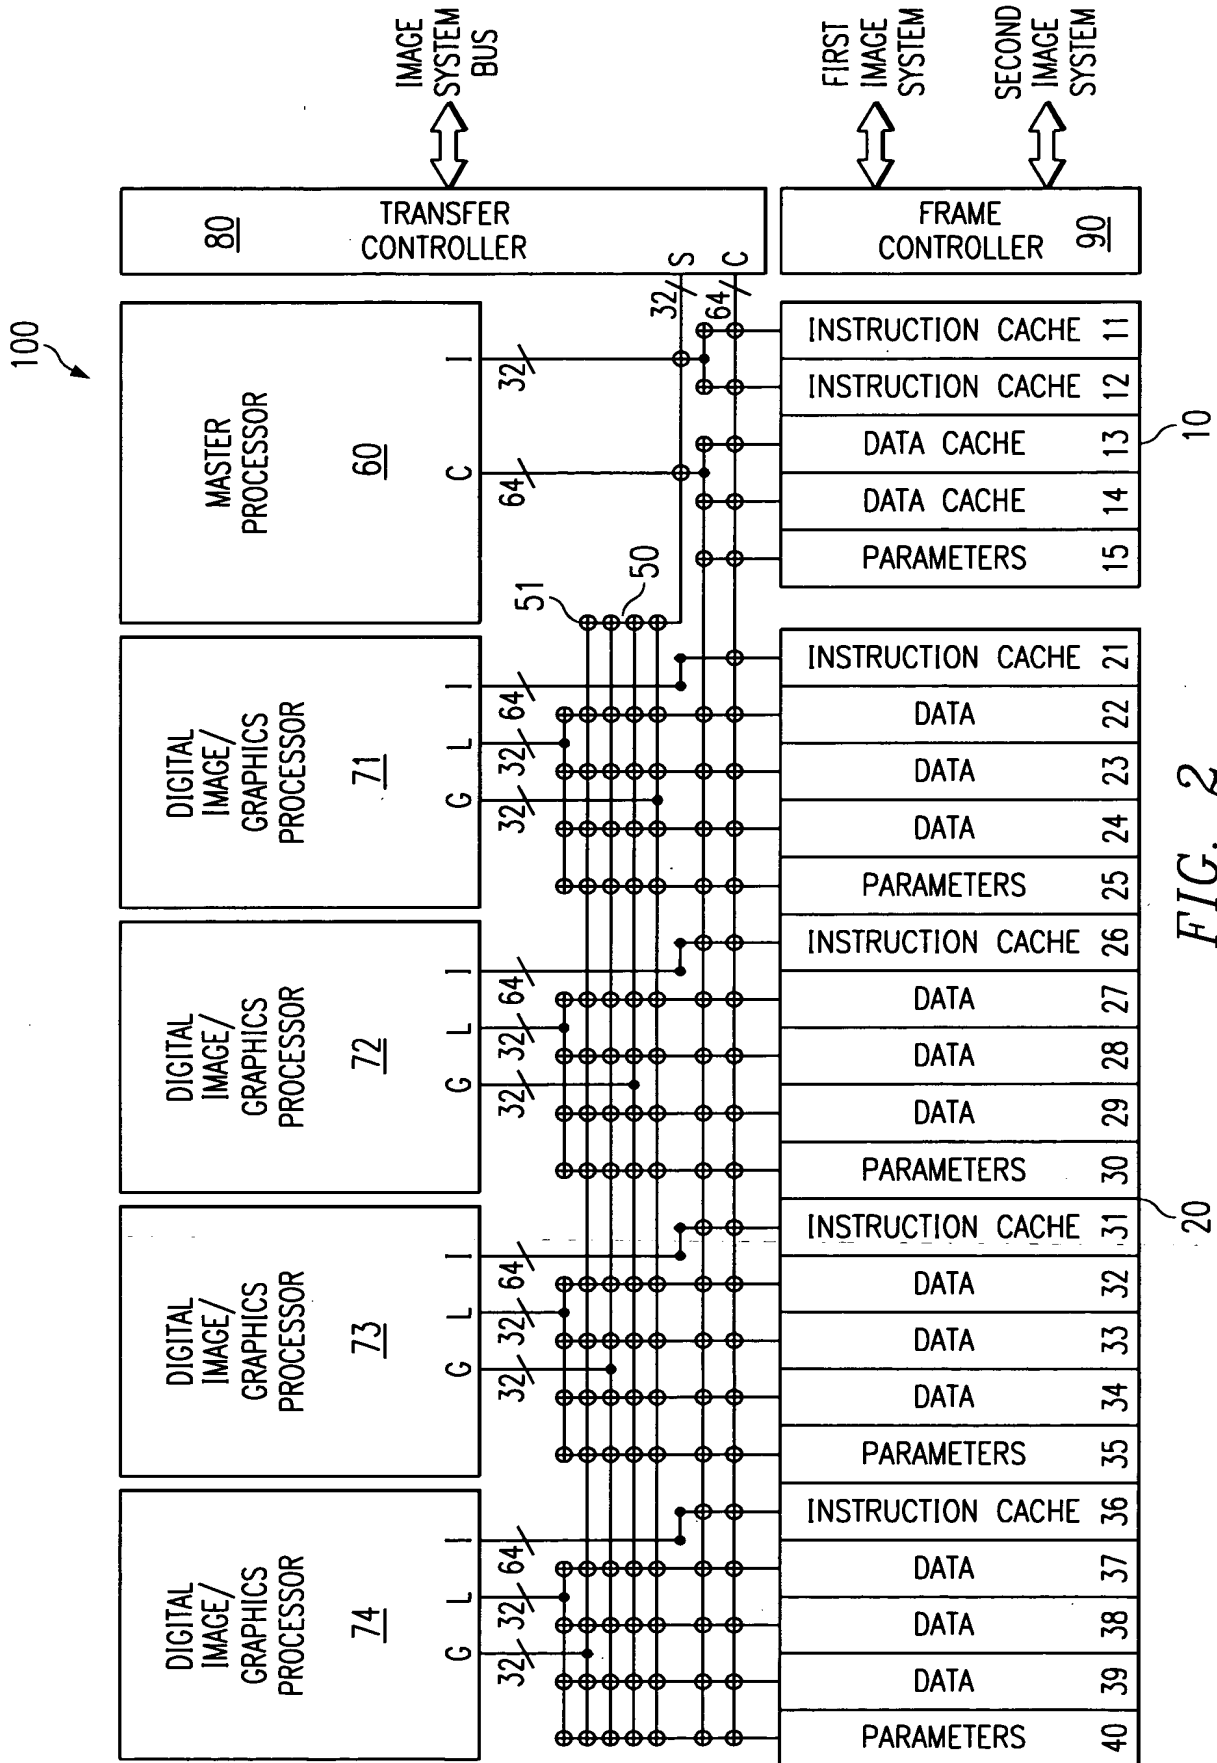 100
DIGITAL
IMAGE/
GRAPHICS
PROCESSOR
74
G L I
32 32 64
DIGITAL
IMAGE/
GRAPHICS
PROCESSOR
73
G L I
32 32 64
DIGITAL
IMAGE/
GRAPHICS
PROCESSOR
72
G L I
32 32 64
DIGITAL
IMAGE/
GRAPHICS
PROCESSOR
71
G L I
32 32 64
MASTER
PROCESSOR
60
C I
64 32
80
TRANSFER
CONTROLLER
S
C
32
64
IMAGE
SYSTEM
BUS
51
50
PARAMETERS 40
DATA 39
DATA 38
DATA 37
INSTRUCTION CACHE 36
PARAMETERS 35
DATA 34
DATA 33
DATA 32
INSTRUCTION CACHE 31
PARAMETERS 30
DATA 29
DATA 28
DATA 27
INSTRUCTION CACHE 26
PARAMETERS 25
DATA 24
DATA 23
DATA 22
INSTRUCTION CACHE 21
20
PARAMETERS 15
DATA CACHE 14
DATA CACHE 13
INSTRUCTION CACHE 12
INSTRUCTION CACHE 11
10
FRAME
CONTROLLER
90
FIRST
IMAGE
SYSTEM
SECOND
IMAGE
SYSTEM
FIG. 2